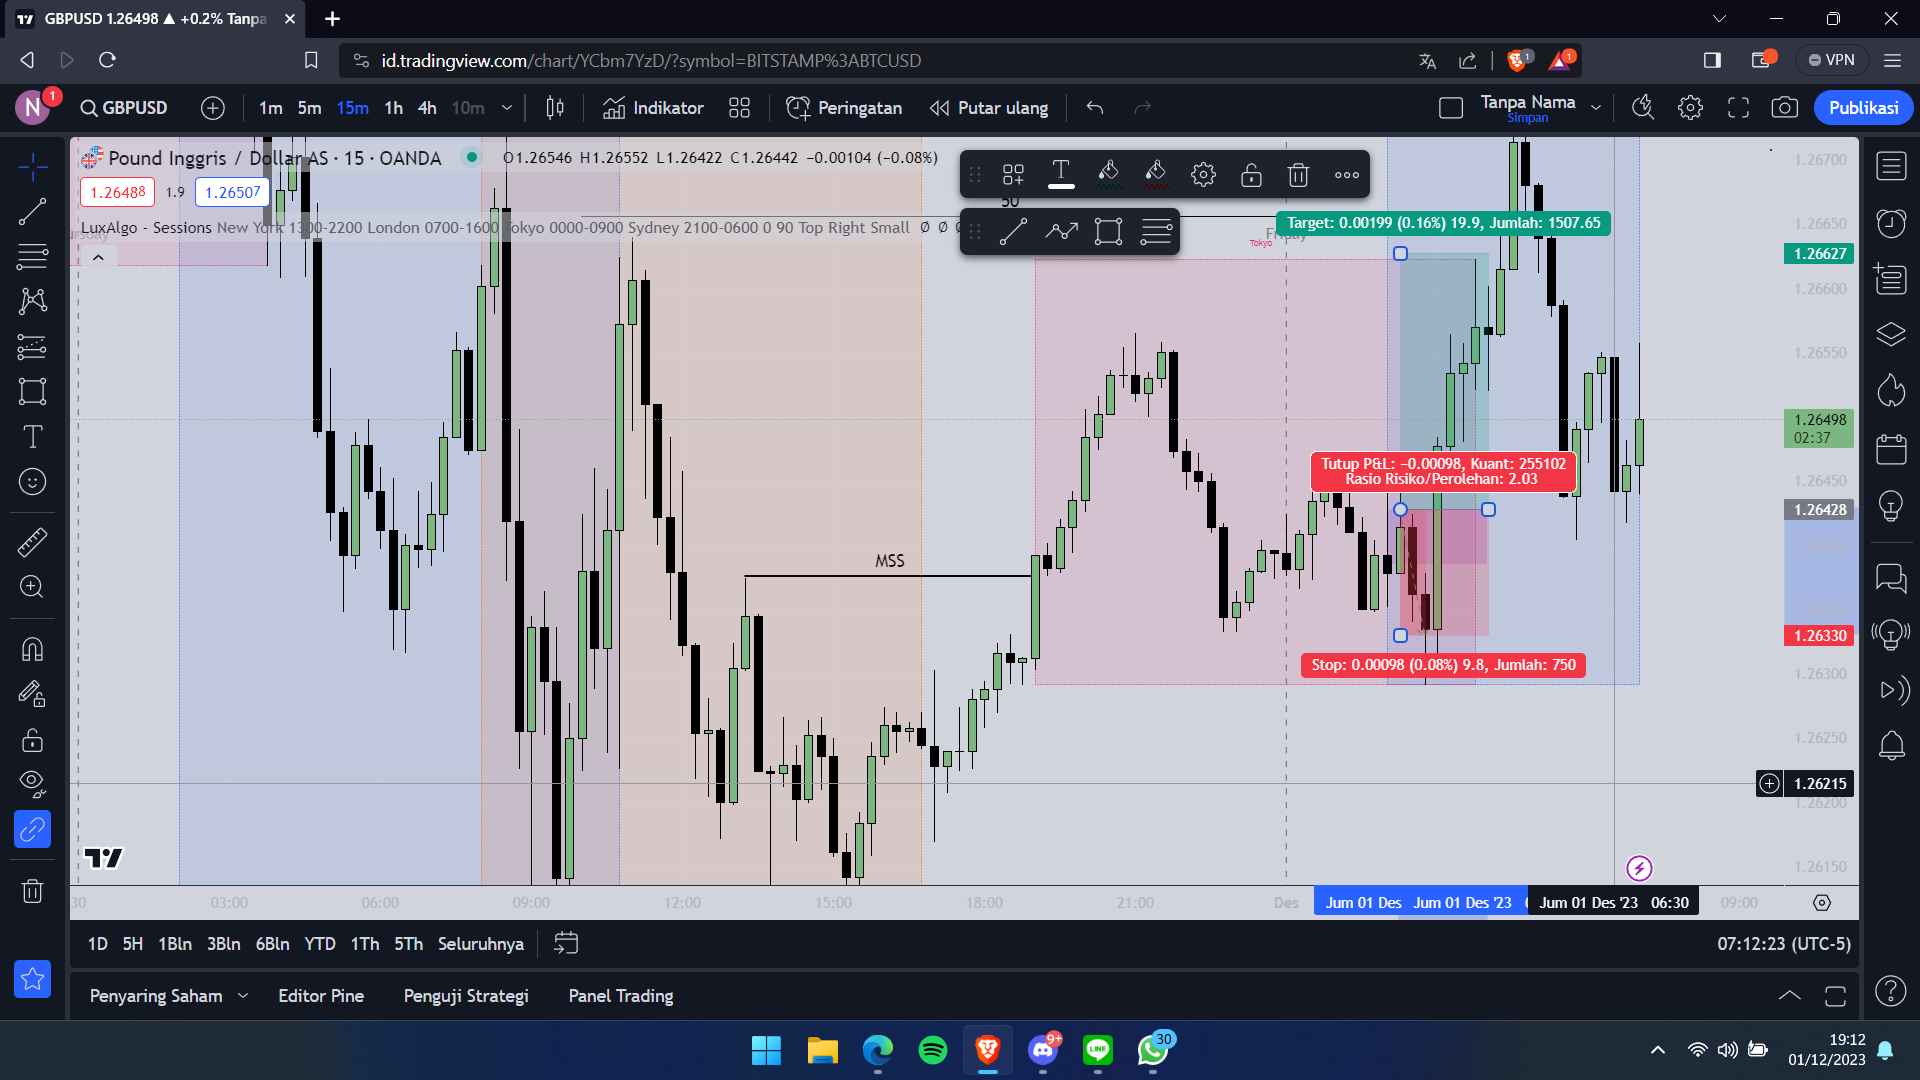 GBPUSD 1.26498 ▲ +0.2% Tanpa
id.tradingview.com/chart/YCbm7YzD/?symbol=BITSTAMP%3ABTCUSD
1
1
VPN
N
1
GBPUSD
1m 5m 15m 1h 4h 10m
Indikator
Peringatan
Putar ulang
Tanpa Nama
Simpan
Publikasi
Pound Inggris / Dollar AS · 15 · OANDA
O1.26546 H1.26552 L1.26422 C1.26442 −0.00104 (−0.08%)
1.26488 1.9 1.26507
LuxAlgo - Sessions New York 1300-2200 London 0700-1600 Tokyo 0000-0900 Sydney 2100-0600 0 90 Top Right Small Ø Ø
50
Target: 0.00199 (0.16%) 19.9, Jumlah: 1507.65
Friday
Tokyo
Tutup P&L: −0.00098, Kuant: 255102
Rasio Risiko/Perolehan: 2.03
MSS
Stop: 0.00098 (0.08%) 9.8, Jumlah: 750
1.26700
1.26650
1.26627
1.26600
1.26550
1.26498
02:37
1.26450
1.26428
1.26330
1.26300
1.26250
1.26215
1.26200
1.26150
30 03:00 06:00 09:00 12:00 15:00 18:00 21:00 Des Jum 01 Des Jum 01 Des '23 Jum 01 Des '23 06:30 09:00
1D 5H 1Bln 3Bln 6Bln YTD 1Th 5Th Seluruhnya
07:12:23 (UTC-5)
Penyaring Saham Editor Pine Penguji Strategi Panel Trading
9+
LINE
30
19:12
01/12/2023